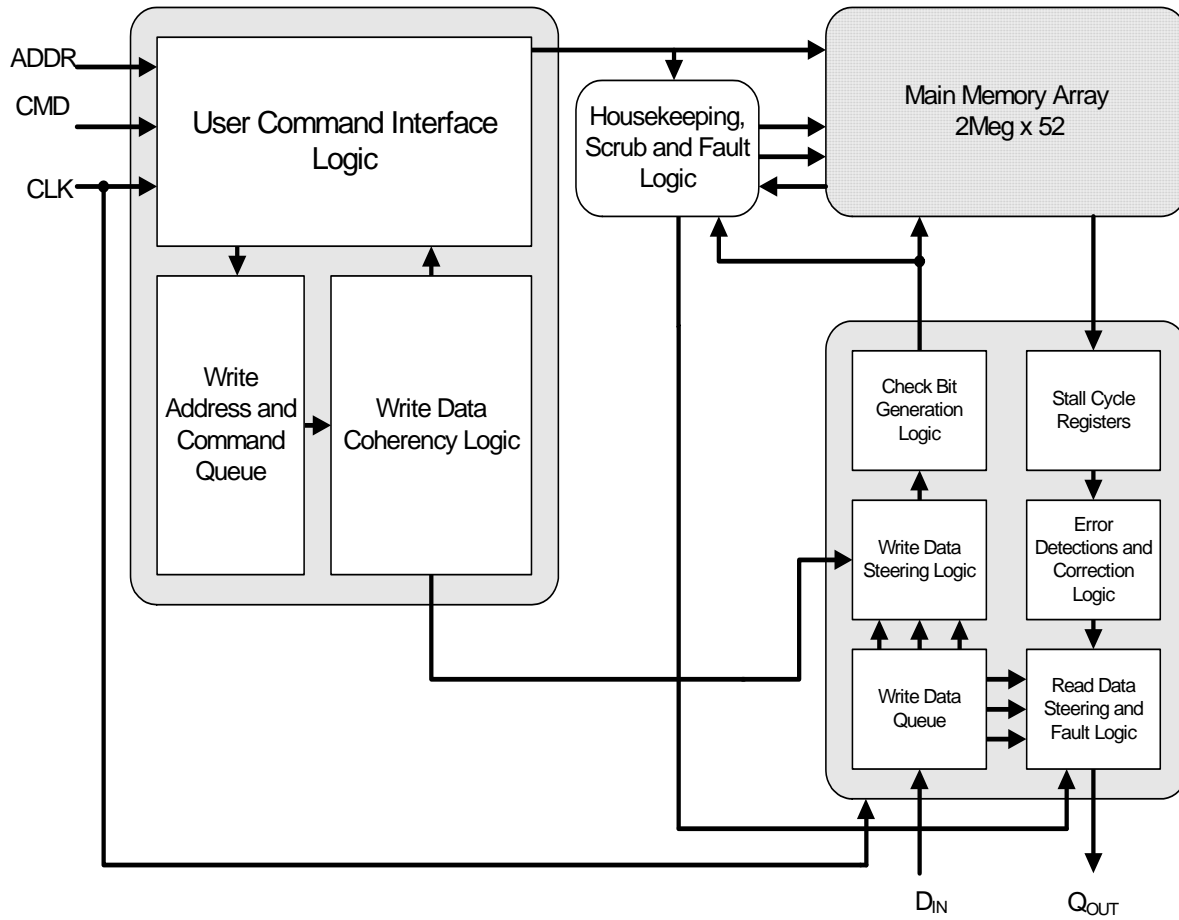 ADDR
CMD
CLK
User Command Interface
Logic
Housekeeping,
Scrub and Fault
Logic
Main Memory Array
2Meg x 52
Write
Address and
Command
Queue
Write Data
Coherency Logic
Check Bit
Generation
Logic
Stall Cycle
Registers
Write Data
Steering Logic
Error
Detections and
Correction
Logic
Write Data
Queue
Read Data
Steering and
Fault Logic
DIN
QOUT